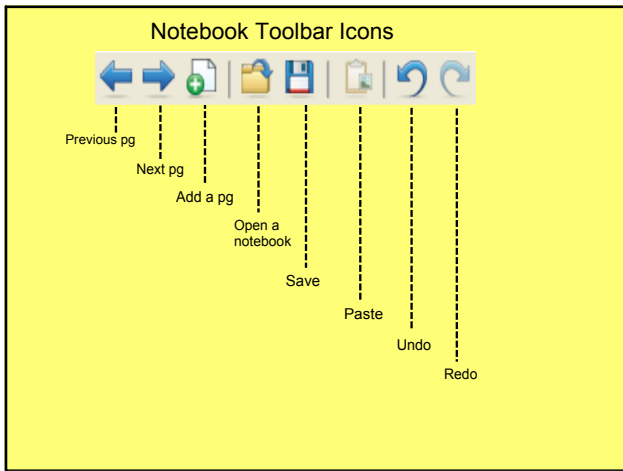 Notebook Toolbar Icons
Previous pg
Next pg
Add a pg
Open a
notebook
Save
Paste
Undo
Redo